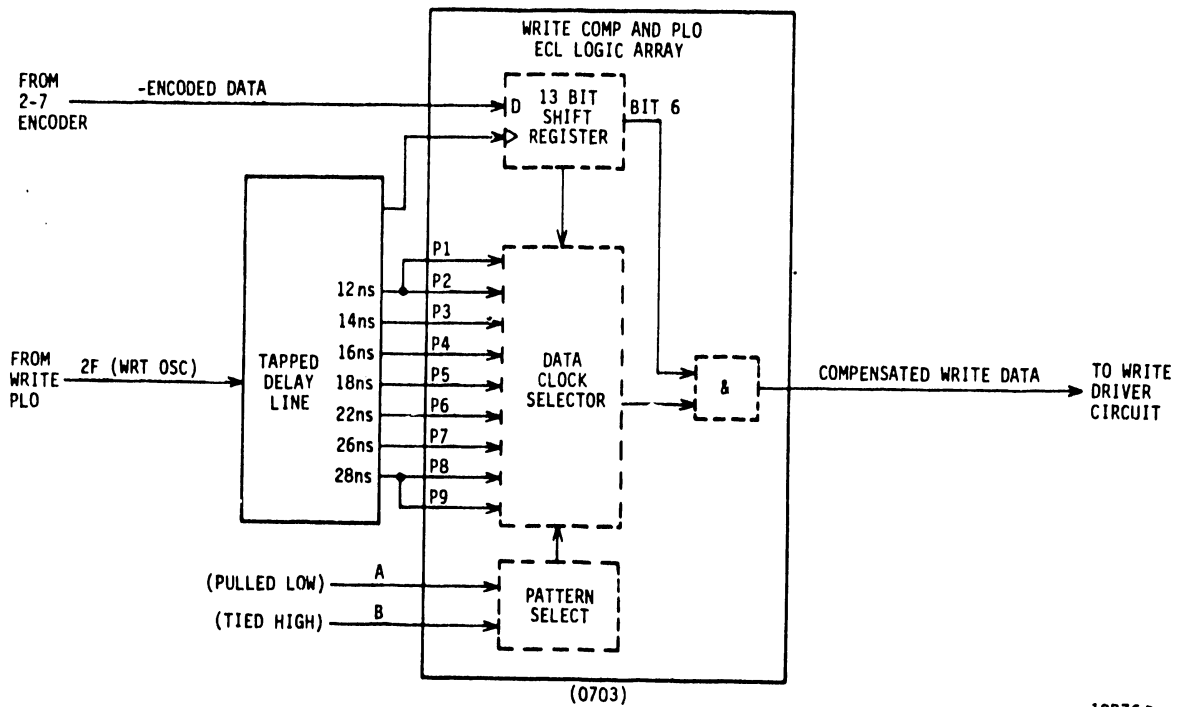 WRITE COMP AND PLO
ECL LOGIC ARRAY
FROM
2-7
ENCODER
-ENCODED DATA
D
13 BIT
SHIFT
REGISTER
BIT 6
P1
12ns P2
14ns P3
16ns P4
18ns P5
22ns P6
26ns P7
28ns P8
P9
FROM
WRITE
PLO
2F (WRT OSC)
TAPPED
DELAY
LINE
DATA
CLOCK
SELECTOR
&
COMPENSATED WRITE DATA
TO WRITE
DRIVER
CIRCUIT
(PULLED LOW) A
(TIED HIGH) B
PATTERN
SELECT
(0703)